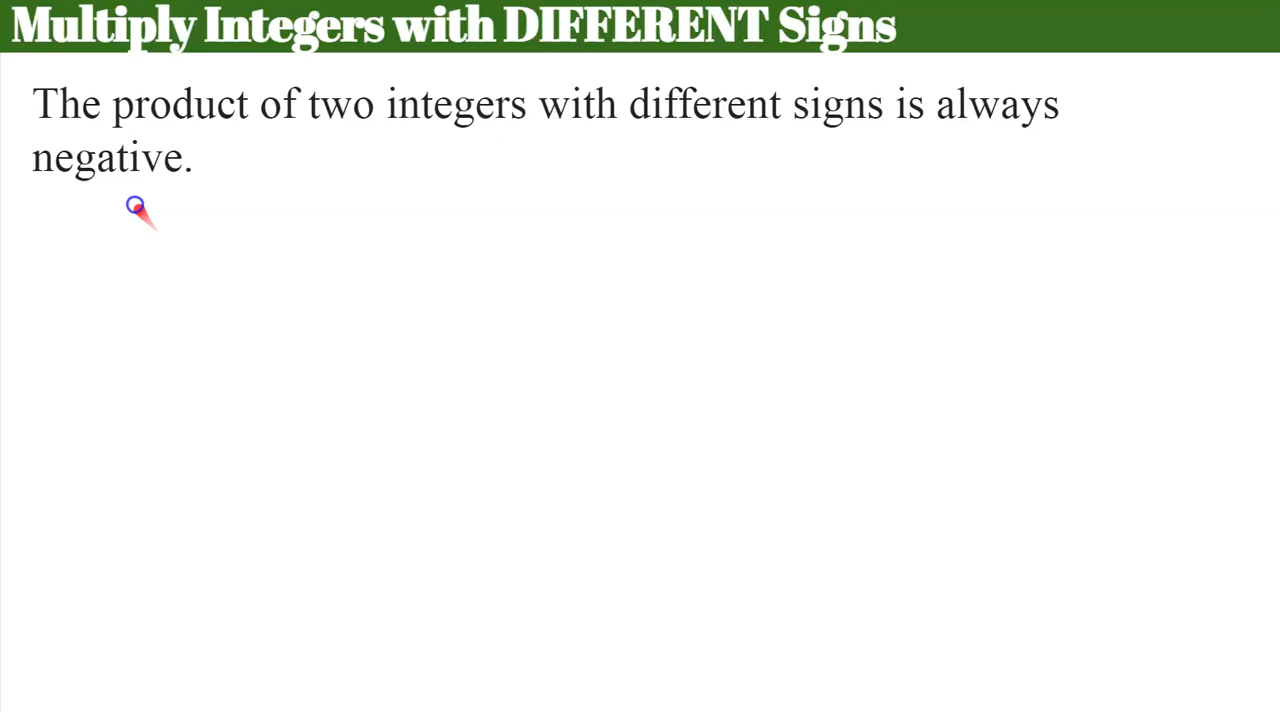 Multiply Integers with DIFFERENT Signs
The product of two integers with different signs is always
negative.